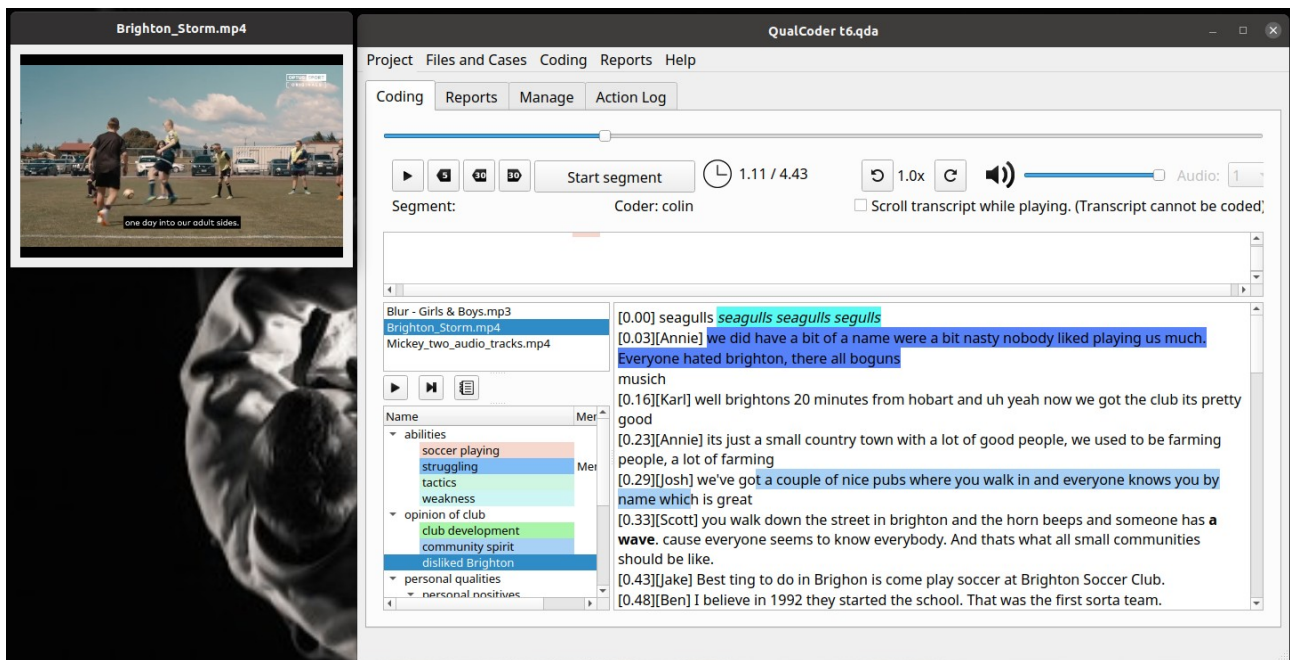 Brighton_Storm.mp4
one day into our adult sides.
QualCoder t6.qda
Project Files and Cases Coding Reports Help
Coding Reports Manage Action Log
5 30 30 Start segment 1.11 / 4.43 1.0x Audio: 1
Segment: Coder: colin Scroll transcript while playing. (Transcript cannot be coded)
Blur - Girls & Boys.mp3
Brighton_Storm.mp4
Mickey_two_audio_tracks.mp4
Name Mer
abilities
soccer playing
struggling Mer
tactics
weakness
opinion of club
club development
community spirit
disliked Brighton
personal qualities
personal positives
[0.00] seagulls seagulls seagulls segulls
[0.03][Annie] we did have a bit of a name were a bit nasty nobody liked playing us much.
Everyone hated brighton, there all boguns
musich
[0.16][Karl] well brightons 20 minutes from hobart and uh yeah now we got the club its pretty
good
[0.23][Annie] its just a small country town with a lot of good people, we used to be farming
people, a lot of farming
[0.29][Josh] we've got a couple of nice pubs where you walk in and everyone knows you by
name which is great
[0.33][Scott] you walk down the street in brighton and the horn beeps and someone has a
wave. cause everyone seems to know everybody. And thats what all small communities
should be like.
[0.43][Jake] Best ting to do in Brighon is come play soccer at Brighton Soccer Club.
[0.48][Ben] I believe in 1992 they started the school. That was the first sorta team.